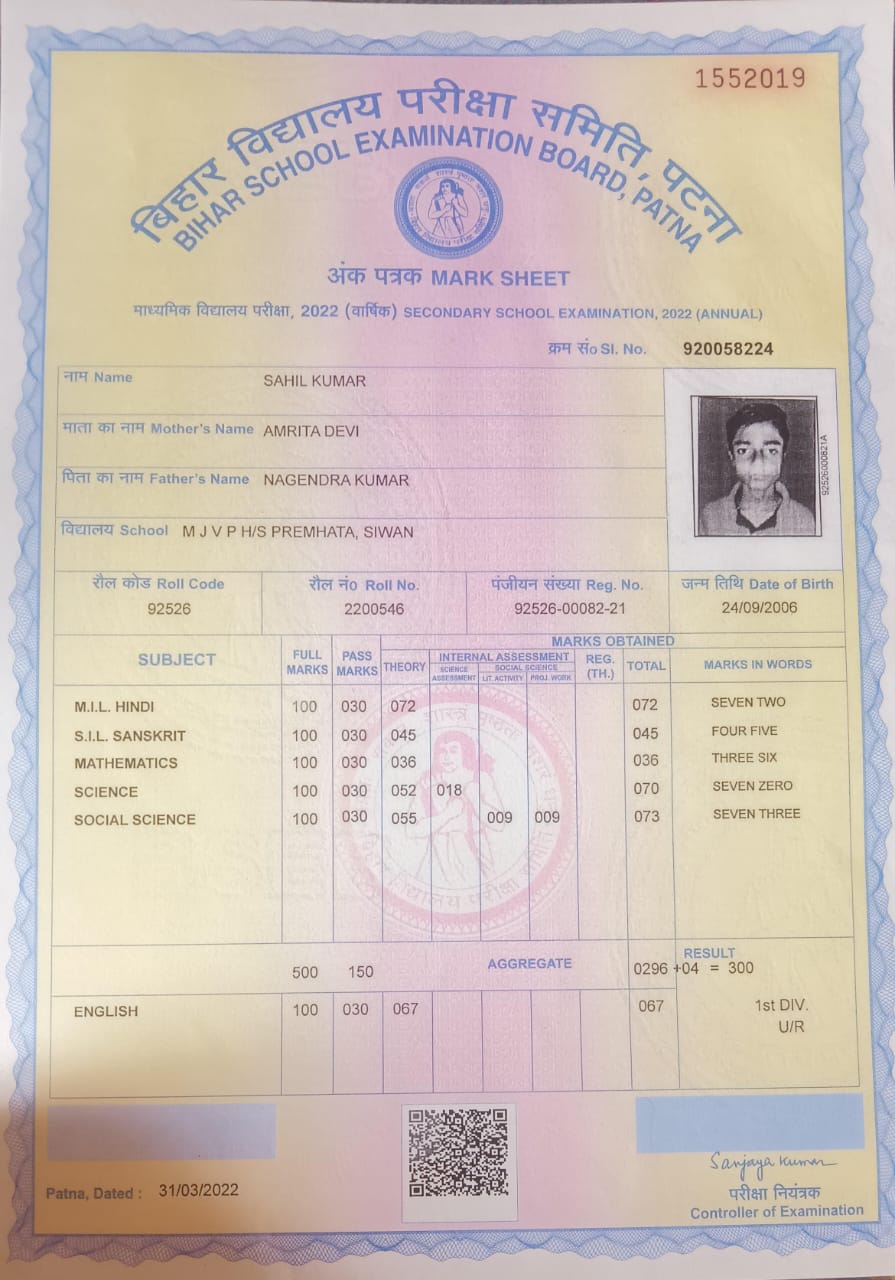 1552019
बिहार विद्यालय परीक्षा समिति, पटना
BIHAR SCHOOL EXAMINATION BOARD, PATNA
अंक पत्रक MARK SHEET
माध्यमिक विद्यालय परीक्षा, 2022 (वार्षिक) SECONDARY SCHOOL EXAMINATION, 2022 (ANNUAL)
क्रम सं० Sl. No. 920058224
नाम Name SAHIL KUMAR
माता का नाम Mother's Name AMRITA DEVI
पिता का नाम Father's Name NAGENDRA KUMAR
विद्यालय School M J V P H/S PREMHATA, SIWAN
925260000821A
रौल कोड Roll Code रौल नं० Roll No. पंजीयन संख्या Reg. No. जन्म तिथि Date of Birth
92526 2200546 92526-00082-21 24/09/2006
MARKS OBTAINED
SUBJECT FULL MARKS PASS MARKS THEORY INTERNAL ASSESSMENT REG. (TH.) TOTAL MARKS IN WORDS
SCIENCE ASSESSMENT SOCIAL SCIENCE LIT. ACTIVITY PROJ. WORK
M.I.L. HINDI 100 030 072 072 SEVEN TWO
S.I.L. SANSKRIT 100 030 045 045 FOUR FIVE
MATHEMATICS 100 030 036 036 THREE SIX
SCIENCE 100 030 052 018 070 SEVEN ZERO
SOCIAL SCIENCE 100 030 055 009 009 073 SEVEN THREE
बिहार विद्यालय परीक्षा समिति
RESULT
500 150 AGGREGATE 0296 +04 = 300
ENGLISH 100 030 067 067 1st DIV.
U/R
Sanjaya Kumar
Patna, Dated : 31/03/2022
परीक्षा नियंत्रक
Controller of Examination